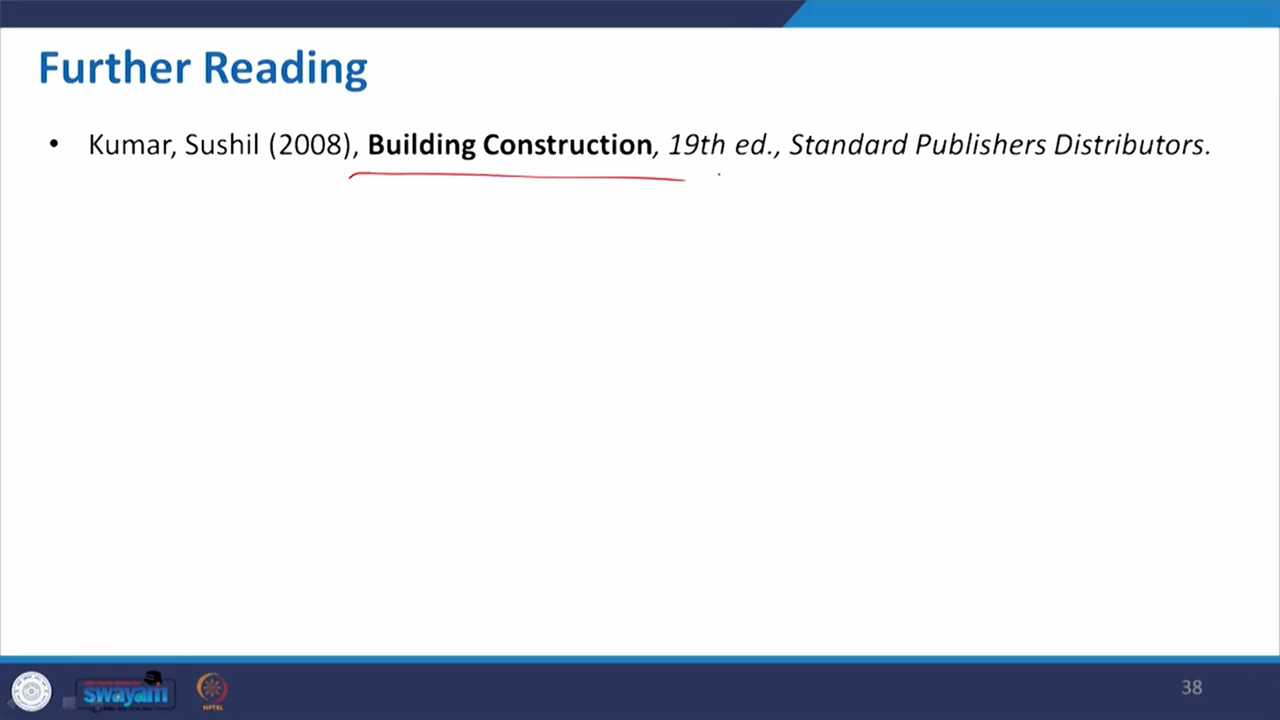 Further Reading
• Kumar, Sushil (2008), Building Construction, 19th ed., Standard Publishers Distributors.
swayam
NPTEL
38